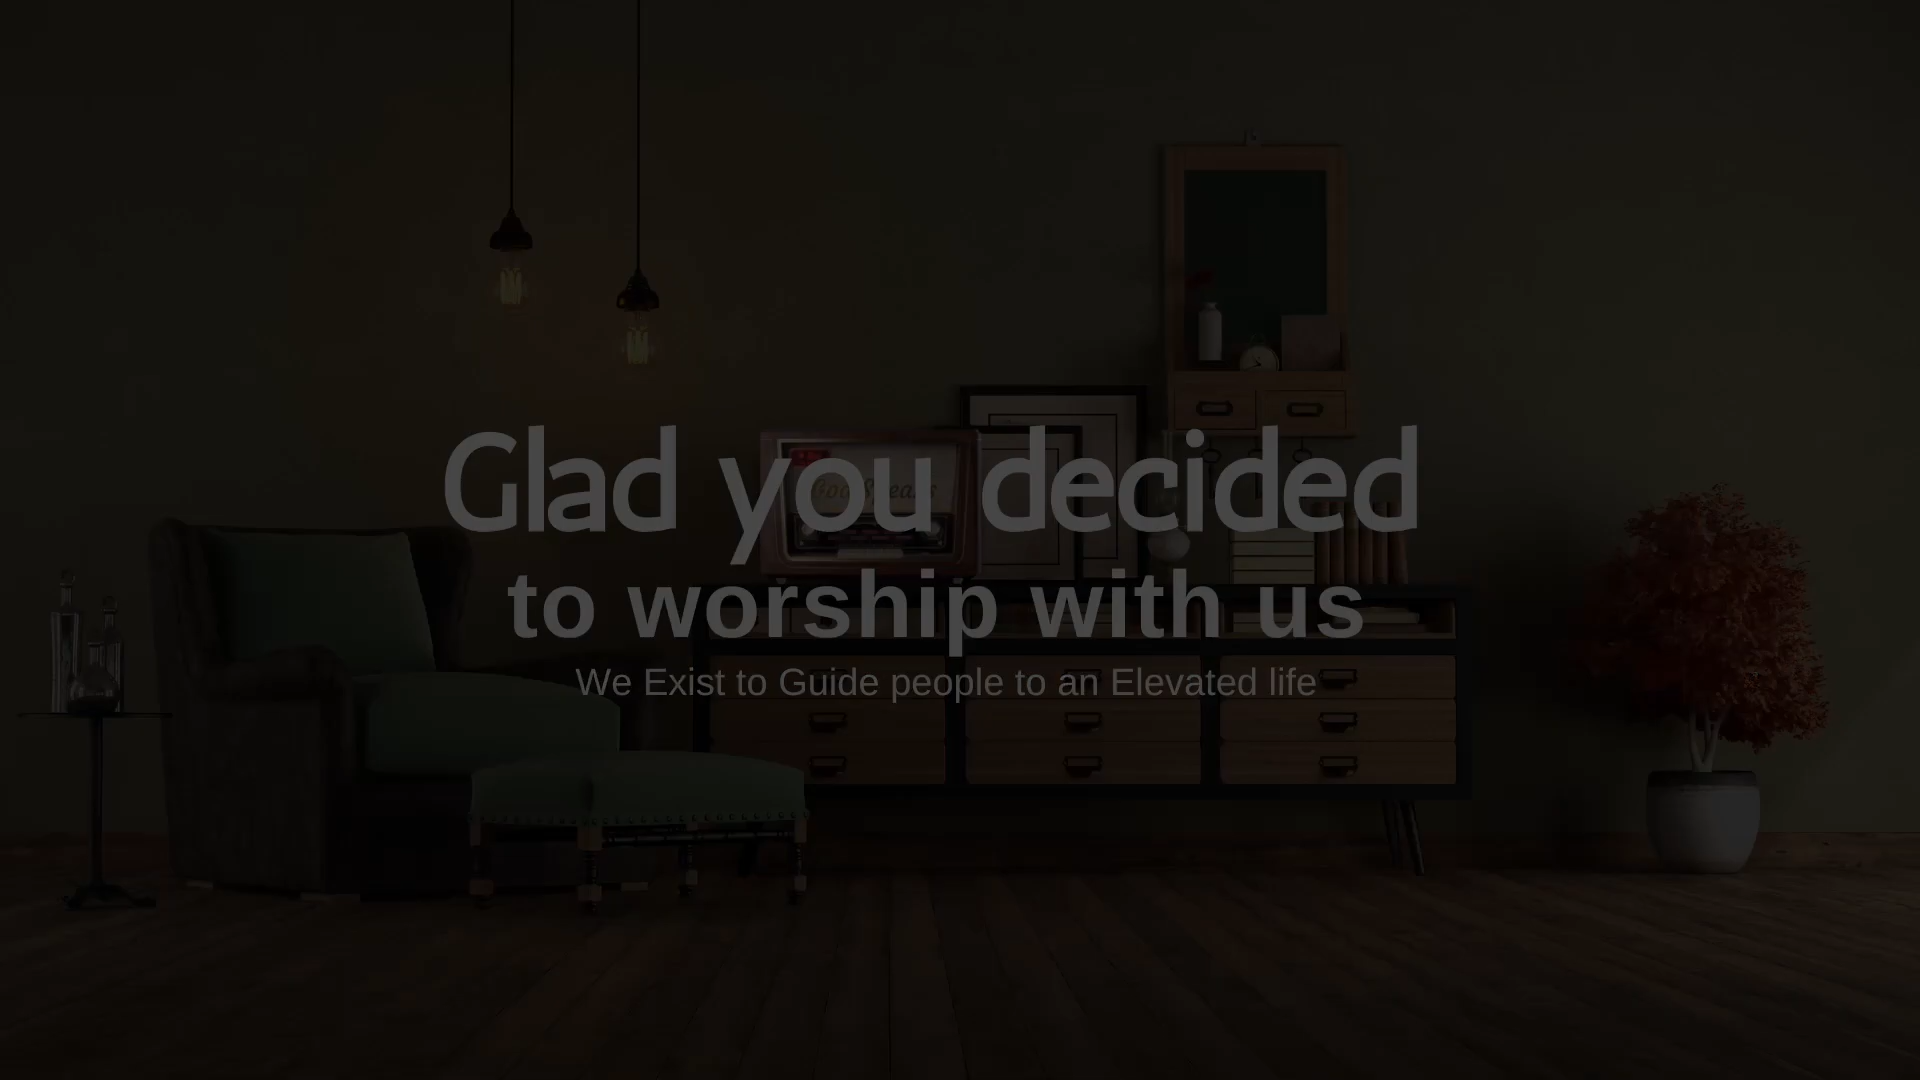 Glad you decided
to worship with us
We Exist to Guide people to an Elevated life